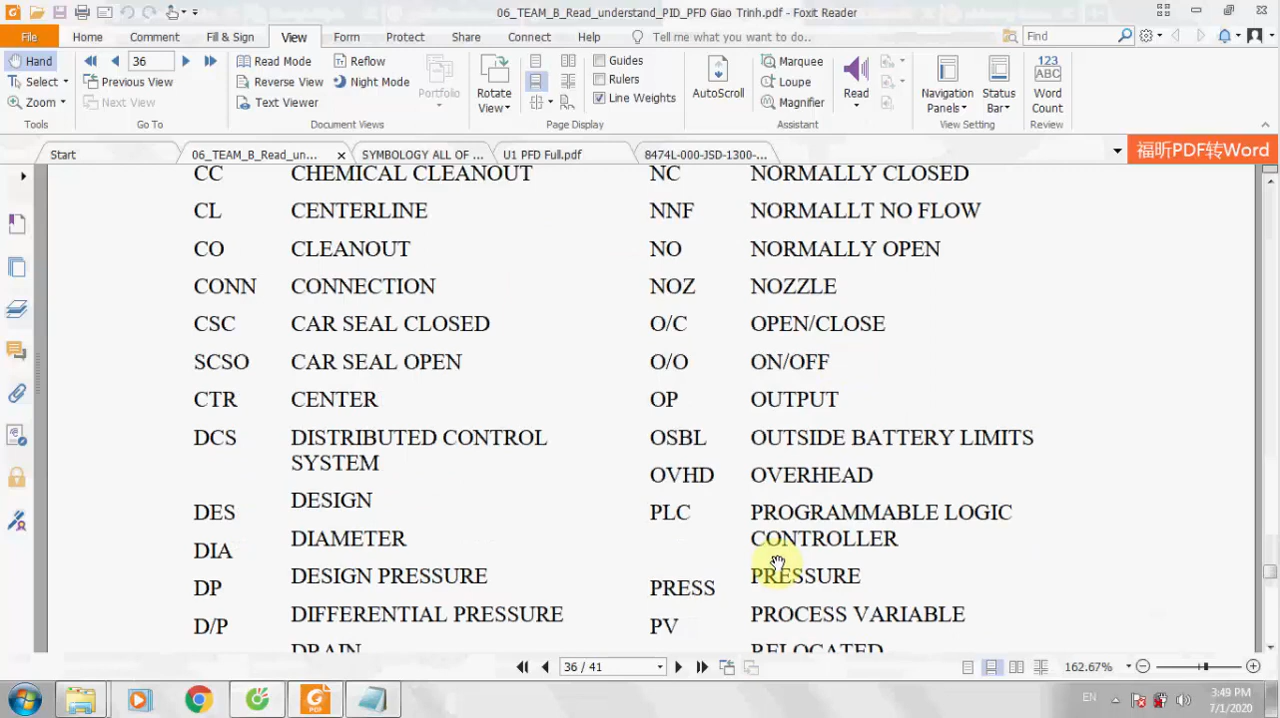 06_TEAM_B_Read_understand_PID_PFD Giao Trinh.pdf - Foxit Reader
File Home Comment Fill & Sign View Form Protect Share Connect Help Tell me what you want to do... Find
Hand 36 Read Mode Reflow Guides Marquee 123
Select Previous View Reverse View Night Mode Portfolio Rotate View Rulers AutoScroll Loupe Read Navigation Panels Status Bar ABC Word Count
Zoom Next View Text Viewer Line Weights Magnifier
Tools Go To Document Views Page Display Assistant View Setting Review
Start 06_TEAM_B_Read_un... SYMBOLOGY ALL OF ... U1 PFD Full.pdf 8474L-000-JSD-1300-... 福昕PDF转Word
CC CHEMICAL CLEANOUT NC NORMALLY CLOSED
CL CENTERLINE NNF NORMALLT NO FLOW
CO CLEANOUT NO NORMALLY OPEN
CONN CONNECTION NOZ NOZZLE
CSC CAR SEAL CLOSED O/C OPEN/CLOSE
SCSO CAR SEAL OPEN O/O ON/OFF
CTR CENTER OP OUTPUT
DCS DISTRIBUTED CONTROL OSBL OUTSIDE BATTERY LIMITS
SYSTEM OVHD OVERHEAD
DES DESIGN PLC PROGRAMMABLE LOGIC
DIA DIAMETER CONTROLLER
DP DESIGN PRESSURE PRESS PRESSURE
D/P DIFFERENTIAL PRESSURE PV PROCESS VARIABLE
DRAIN RELOCATED
36 / 41 162.67%
EN 3:49 PM
7/1/2020